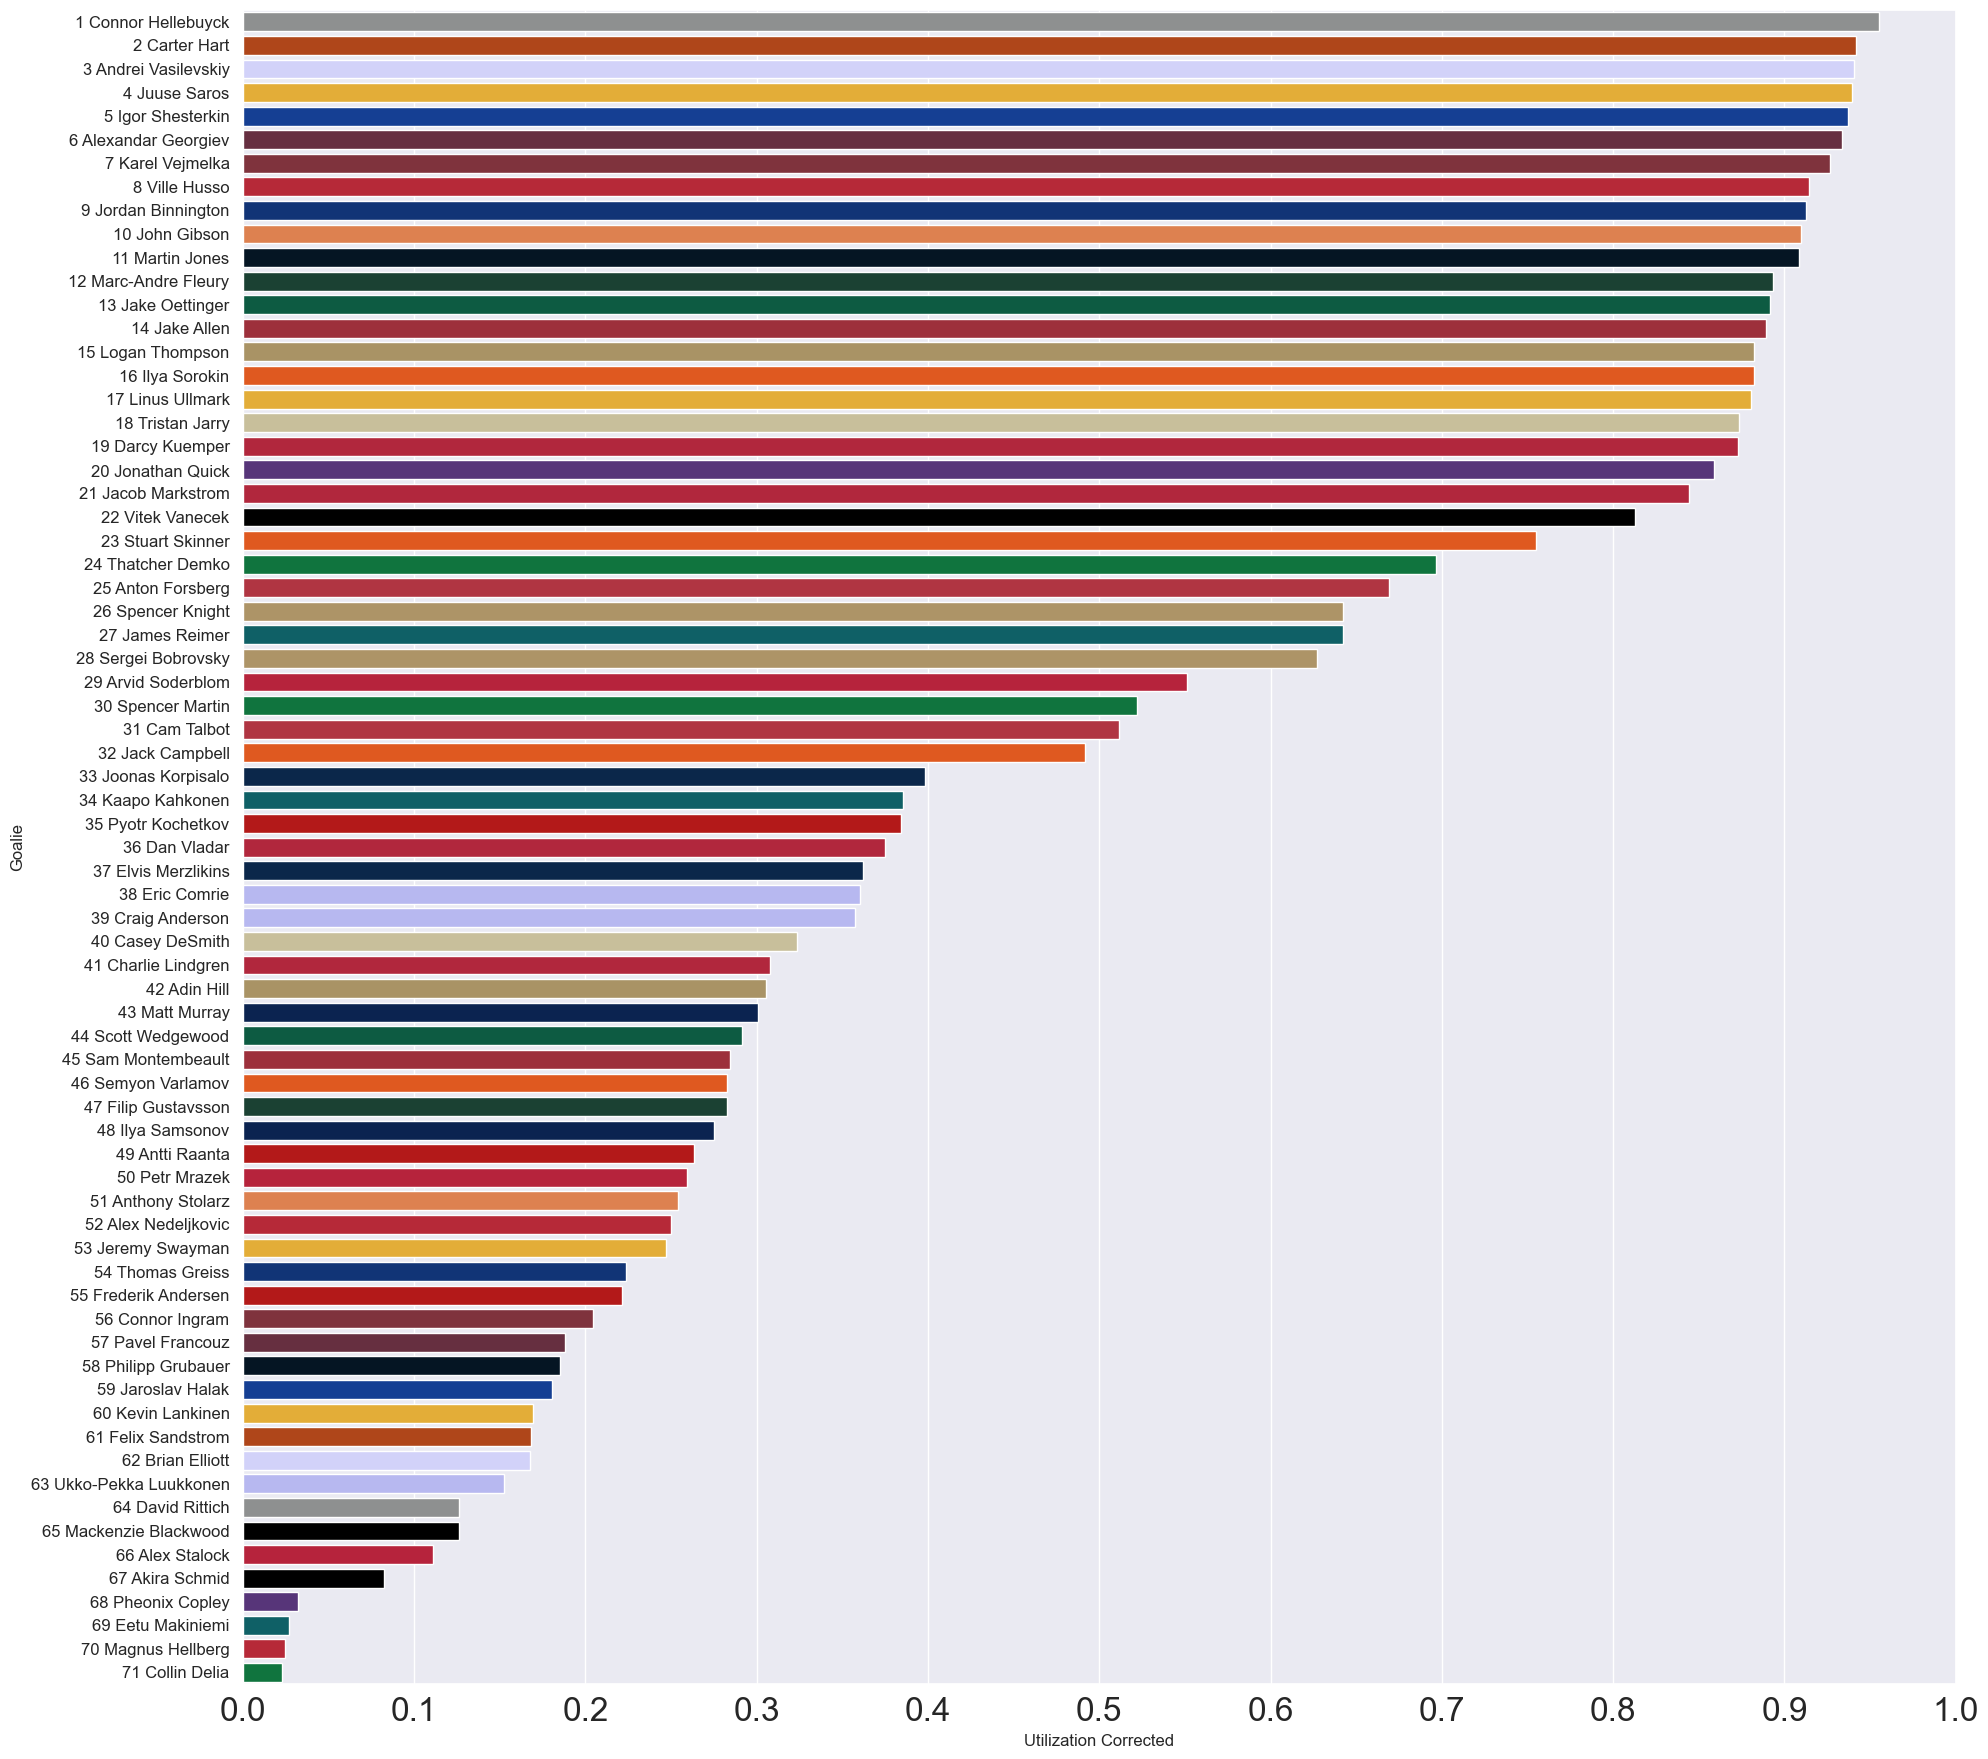 1 Connor Hellebuyck
2 Carter Hart
3 Andrei Vasilevskiy
4 Juuse Saros
5 Igor Shesterkin
6 Alexandar Georgiev
7 Karel Vejmelka
8 Ville Husso
9 Jordan Binnington
10 John Gibson
11 Martin Jones
12 Marc-Andre Fleury
13 Jake Oettinger
14 Jake Allen
15 Logan Thompson
16 Ilya Sorokin
17 Linus Ullmark
18 Tristan Jarry
19 Darcy Kuemper
20 Jonathan Quick
21 Jacob Markstrom
22 Vitek Vanecek
23 Stuart Skinner
24 Thatcher Demko
25 Anton Forsberg
26 Spencer Knight
27 James Reimer
28 Sergei Bobrovsky
29 Arvid Soderblom
30 Spencer Martin
31 Cam Talbot
32 Jack Campbell
33 Joonas Korpisalo
34 Kaapo Kahkonen
35 Pyotr Kochetkov
36 Dan Vladar
37 Elvis Merzlikins
38 Eric Comrie
39 Craig Anderson
40 Casey DeSmith
41 Charlie Lindgren
42 Adin Hill
43 Matt Murray
44 Scott Wedgewood
45 Sam Montembeault
46 Semyon Varlamov
47 Filip Gustavsson
48 Ilya Samsonov
49 Antti Raanta
50 Petr Mrazek
51 Anthony Stolarz
52 Alex Nedeljkovic
53 Jeremy Swayman
54 Thomas Greiss
55 Frederik Andersen
56 Connor Ingram
57 Pavel Francouz
58 Philipp Grubauer
59 Jaroslav Halak
60 Kevin Lankinen
61 Felix Sandstrom
62 Brian Elliott
63 Ukko-Pekka Luukkonen
64 David Rittich
65 Mackenzie Blackwood
66 Alex Stalock
67 Akira Schmid
68 Pheonix Copley
69 Eetu Makiniemi
70 Magnus Hellberg
71 Collin Delia
Goalie
0.0 0.1 0.2 0.3 0.4 0.5 0.6 0.7 0.8 0.9 1.0
Utilization Corrected